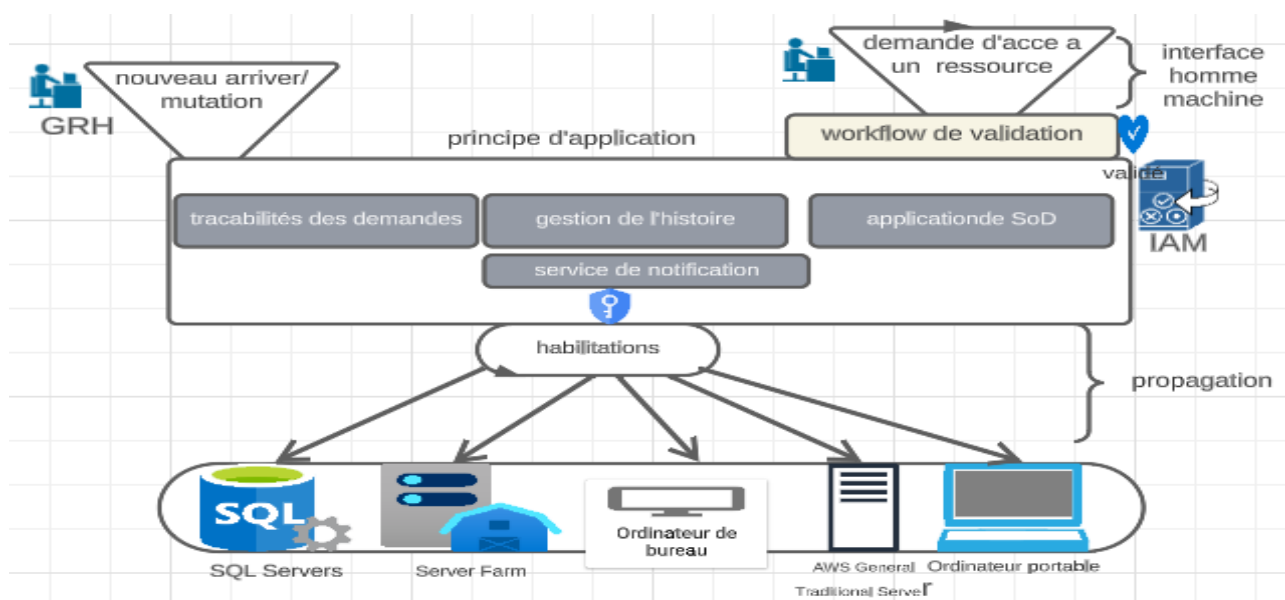 nouveau arriver/
mutation
GRH
demande d'acce a
un ressource
interface
homme
machine
principe d'application
workflow de validation
validé
tracabilités des demandes
gestion de l'histoire
applicationde SoD
IAM
service de notification
habilitations
propagation
SQL
Ordinateur de
bureau
SQL Servers
Server Farm
AWS General
Traditional Server
Ordinateur portable